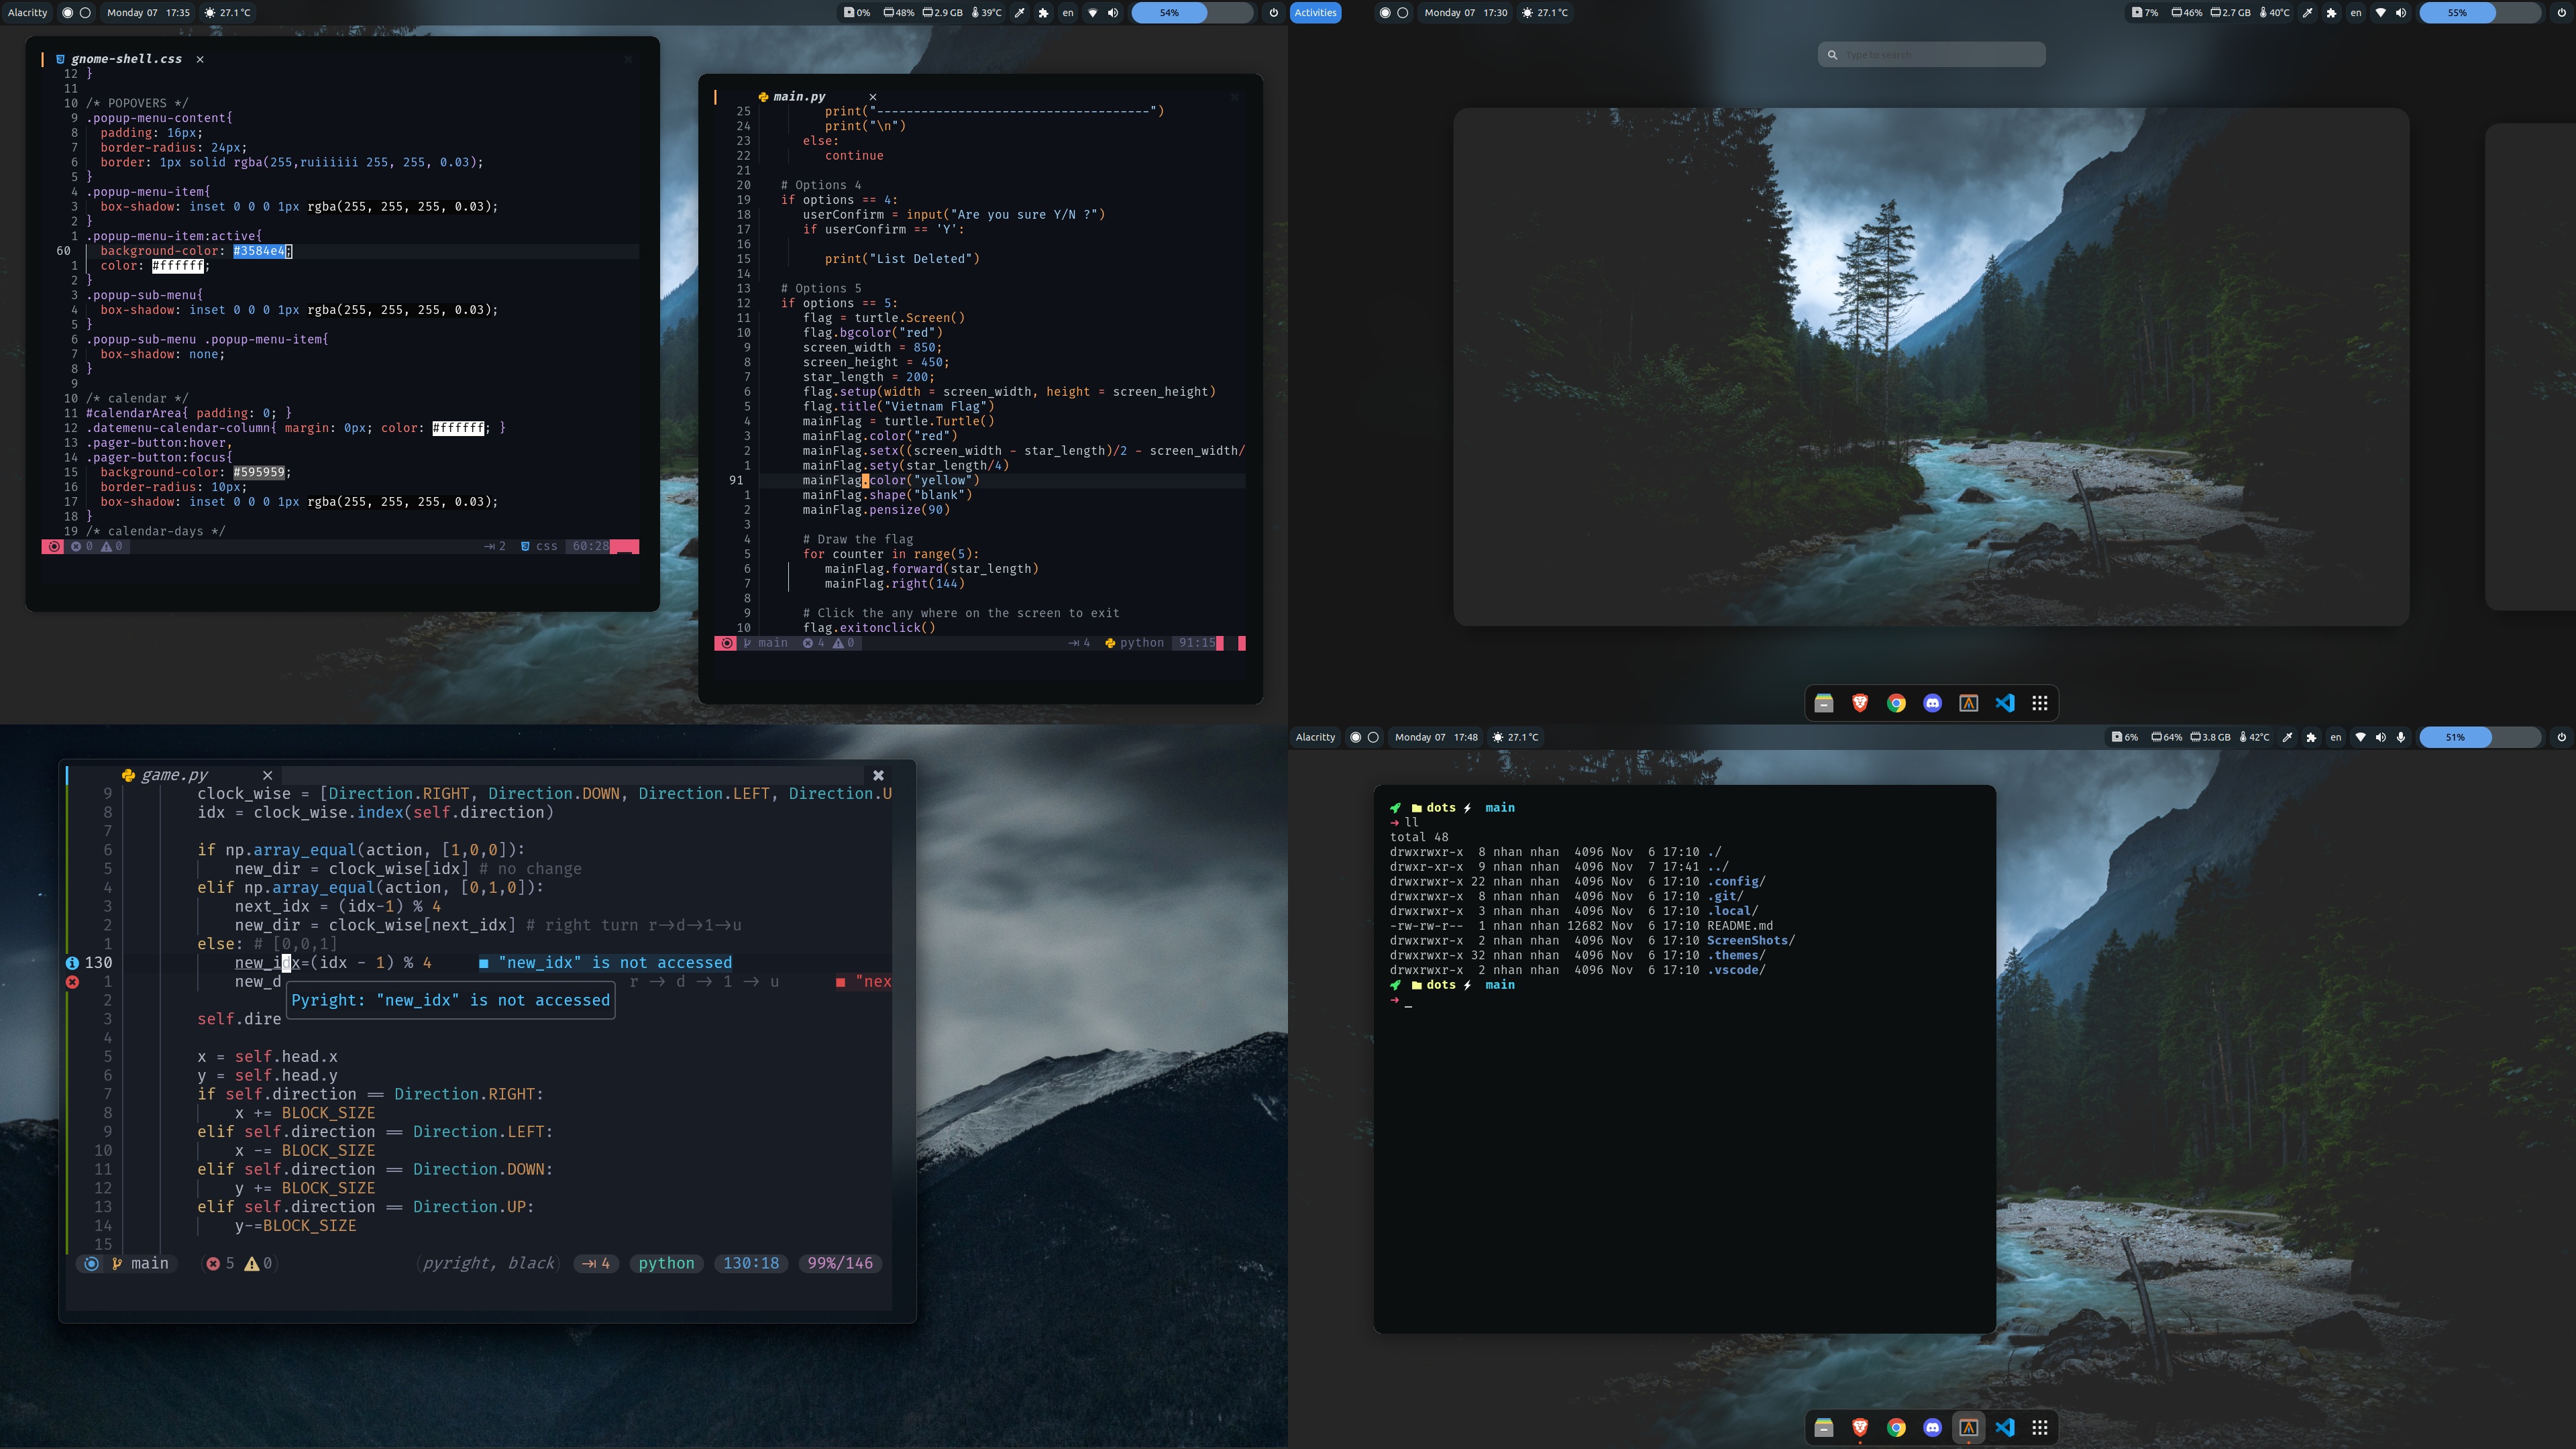 Alacritty Monday 07 17:35 27.1 °C 0% 48% 2.9 GB 39°C en 54%
gnome-shell.css ×
12 }
11
10 /* POPOVERS */
9 .popup-menu-content{
8 padding: 16px;
7 border-radius: 24px;
6 border: 1px solid rgba(255,ruiiiiii 255, 255, 0.03);
5 }
4 .popup-menu-item{
3 box-shadow: inset 0 0 0 1px rgba(255, 255, 255, 0.03);
2 }
1 .popup-menu-item:active{
60 background-color: #3584e4;
1 color: #ffffff;
2 }
3 .popup-sub-menu{
4 box-shadow: inset 0 0 0 1px rgba(255, 255, 255, 0.03);
5 }
6 .popup-sub-menu .popup-menu-item{
7 box-shadow: none;
8 }
9
10 /* calendar */
11 #calendarArea{ padding: 0; }
12 .datemenu-calendar-column{ margin: 0px; color: #ffffff; }
13 .pager-button:hover,
14 .pager-button:focus{
15 background-color: #595959;
16 border-radius: 10px;
17 box-shadow: inset 0 0 0 1px rgba(255, 255, 255, 0.03);
18 }
19 /* calendar-days */
0 0 2 css 60:28
main.py ×
25 print("-------------------------------------")
24 print("\n")
23 else:
22 continue
21
20 # Options 4
19 if options == 4:
18 userConfirm = input("Are you sure Y/N ?")
17 if userConfirm == 'Y':
16
15 print("List Deleted")
14
13 # Options 5
12 if options == 5:
11 flag = turtle.Screen()
10 flag.bgcolor("red")
9 screen_width = 850;
8 screen_height = 450;
7 star_length = 200;
6 flag.setup(width = screen_width, height = screen_height)
5 flag.title("Vietnam Flag")
4 mainFlag = turtle.Turtle()
3 mainFlag.color("red")
2 mainFlag.setx((screen_width - star_length)/2 - screen_width/
1 mainFlag.sety(star_length/4)
91 mainFlag.color("yellow")
1 mainFlag.shape("blank")
2 mainFlag.pensize(90)
3
4 # Draw the flag
5 for counter in range(5):
6 mainFlag.forward(star_length)
7 mainFlag.right(144)
8
9 # Click the any where on the screen to exit
10 flag.exitonclick()
main 4 0 4 python 91:15
Activities Monday 07 17:30 27.1 °C 7% 46% 2.7 GB 40°C en 55%
Type to search
game.py ×
9 clock_wise = [Direction.RIGHT, Direction.DOWN, Direction.LEFT, Direction.U
8 idx = clock_wise.index(self.direction)
7
6 if np.array_equal(action, [1,0,0]):
5 new_dir = clock_wise[idx] # no change
4 elif np.array_equal(action, [0,1,0]):
3 next_idx = (idx-1) % 4
2 new_dir = clock_wise[next_idx] # right turn r->d->1->u
1 else: # [0,0,1]
130 new_idx=(idx - 1) % 4 ■ "new_idx" is not accessed
1 new_d r -> d -> 1 -> u ■ "nex
2 Pyright: "new_idx" is not accessed
3 self.dire
4
5 x = self.head.x
6 y = self.head.y
7 if self.direction == Direction.RIGHT:
8 x += BLOCK_SIZE
9 elif self.direction == Direction.LEFT:
10 x -= BLOCK_SIZE
11 elif self.direction == Direction.DOWN:
12 y += BLOCK_SIZE
13 elif self.direction == Direction.UP:
14 y-=BLOCK_SIZE
15
main 5 0 (pyright, black) 4 python 130:18 99%/146
Alacritty Monday 07 17:48 27.1 °C 6% 64% 3.8 GB 42°C en 51%
dots main
→ ll
total 48
drwxrwxr-x 8 nhan nhan 4096 Nov 6 17:10 ./
drwxrwxr-xr-x 9 nhan nhan 4096 Nov 7 17:41 ../
drwxrwxr-x 22 nhan nhan 4096 Nov 6 17:10 .config/
drwxrwxr-x 8 nhan nhan 4096 Nov 6 17:10 .git/
drwxrwxr-x 3 nhan nhan 4096 Nov 6 17:10 .local/
-rw-rw-r-- 1 nhan nhan 12682 Nov 6 17:10 README.md
drwxrwxr-x 2 nhan nhan 4096 Nov 6 17:10 ScreenShots/
drwxrwxr-x 32 nhan nhan 4096 Nov 6 17:10 .themes/
drwxrwxr-x 2 nhan nhan 4096 Nov 6 17:10 .vscode/
dots main
→ _